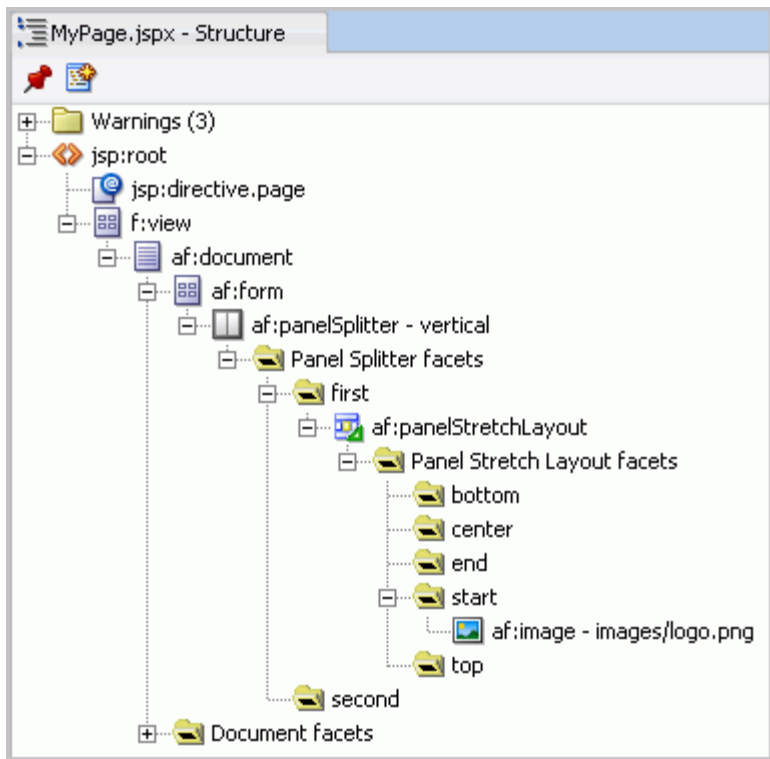 MyPage.jspx - Structure
Warnings (3)
jsp:root
jsp:directive.page
f:view
af:document
af:form
af:panelSplitter - vertical
Panel Splitter facets
first
af:panelStretchLayout
Panel Stretch Layout facets
bottom
center
end
start
af:image - images/logo.png
top
second
Document facets